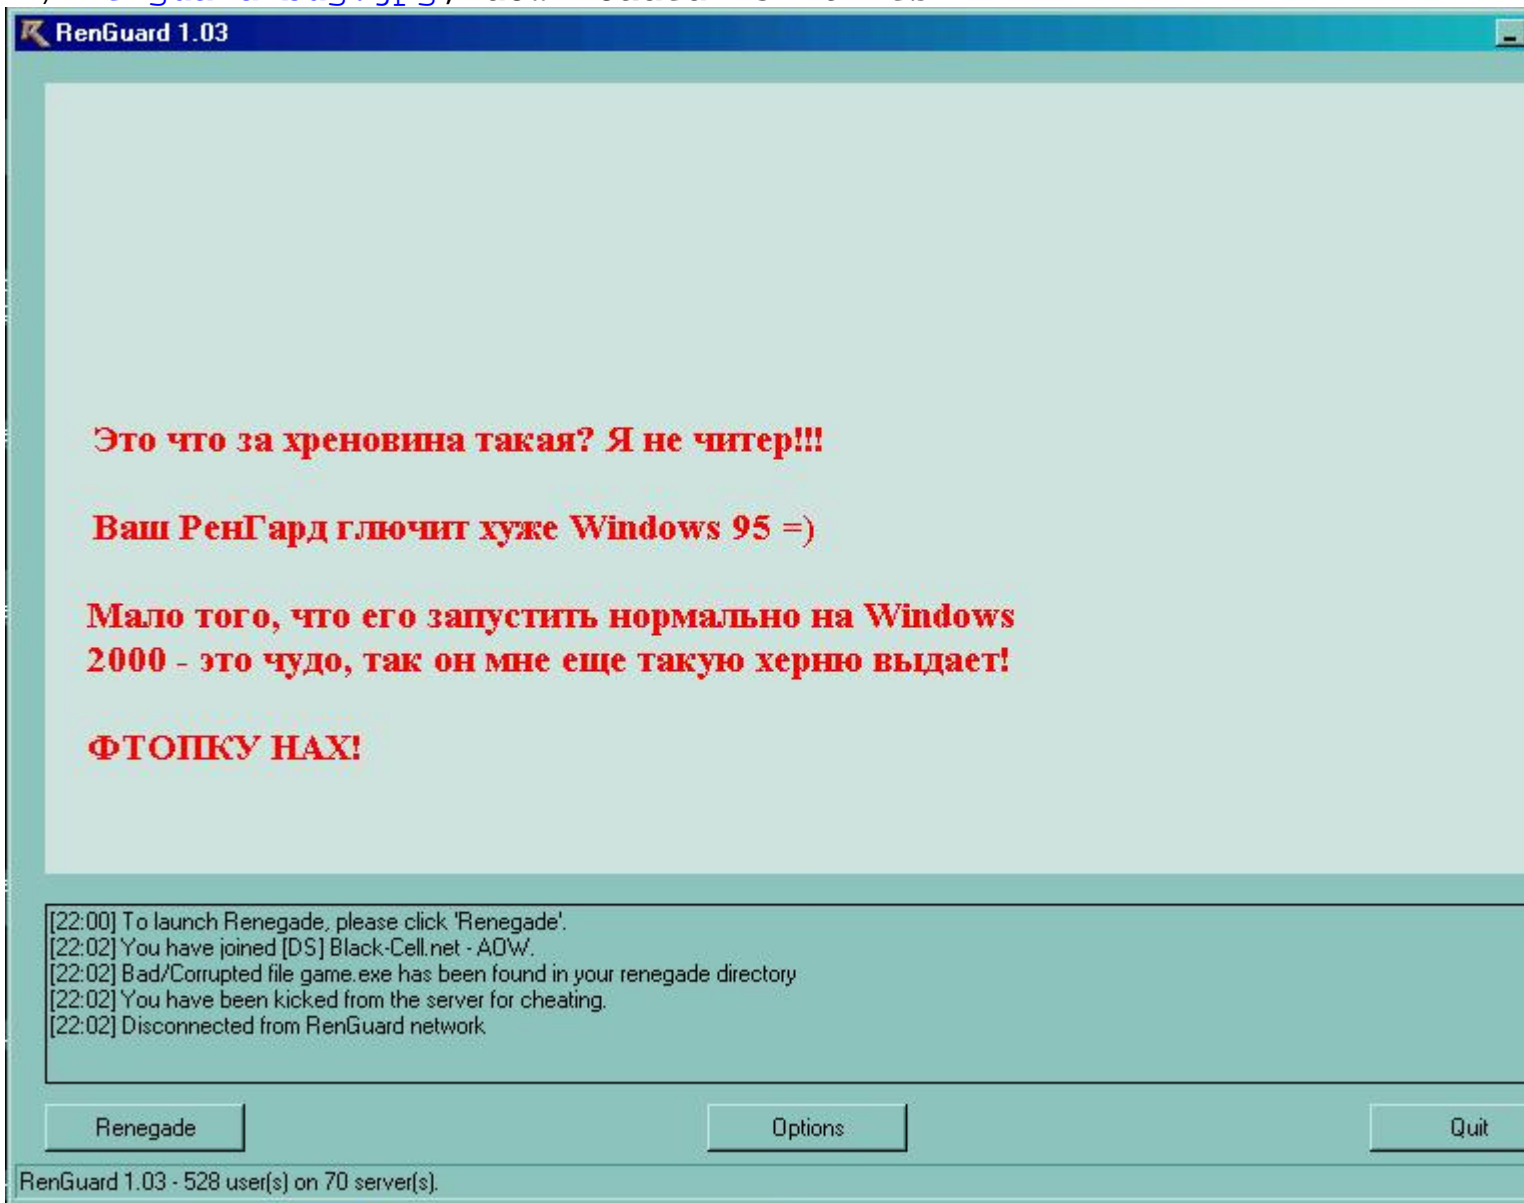 RenGuard 1.03
Это что за хреновина такая? Я не читер!!!
Ваш РенГард глючит хуже Windows 95 =)
Мало того, что его запустить нормально на Windows
2000 - это чудо, так он мне еще такую херню выдает!
ФТОПКУ НАХ!
[22:00] To launch Renegade, please click 'Renegade'.
[22:02] You have joined [DS] Black-Cell.net - AOW.
[22:02] Bad/Corrupted file game.exe has been found in your renegade directory
[22:02] You have been kicked from the server for cheating.
[22:02] Disconnected from RenGuard network
Renegade
Options
Quit
RenGuard 1.03 - 528 user(s) on 70 server(s).